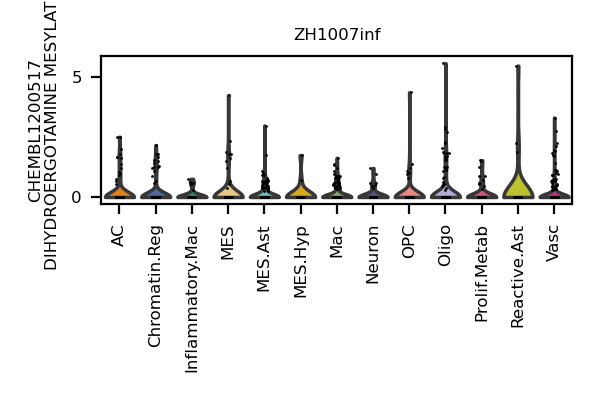 ZH1007inf
CHEMBL1200517
DIHYDROERGOTAMINE MESYLAT
5
0
AC
Chromatin.Reg
Inflammatory.Mac
MES
MES.Ast
MES.Hyp
Mac
Neuron
OPC
Oligo
Prolif.Metab
Reactive.Ast
Vasc